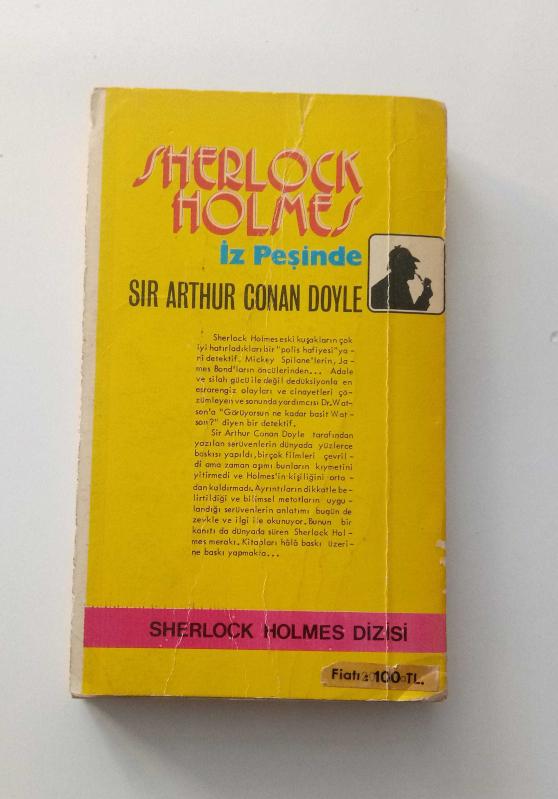 SHERLOCK
HOLMES
İz Peşinde
SIR ARTHUR CONAN DOYLE
Sherlock Holmes eski kuşakların çok
iyi hatırladıkları bir "polis hafiyesi" ya -
ri detektif. Mickey Spilane'lerin, Ja -
mes Bond'ların öncülerinden... Adale
ve silah gücü ile değil dedüksiyonla en
esrarengiz olayları ve cinayetleri çö -
zümleyen ve sonunda yardımcısı Dr. Wat -
son'a "Görüyorsun ne kadar basit Wat -
son?" diyen bir detektif.
Sir Arthur Conan Doyle tarafından
yazılan serüvenlerin dünyada yüzlerce
baskısı yapıldı, birçok filmleri çevril -
di ama zaman aşımı bunların kıymetini
yitirmedi ve Holmes'in kişiliğini orta -
dan kaldırmadı. Ayrıntıların dikkatle be -
lirtildiği ve bilimsel metotların uygu -
landığı serüvenlerin anlatımı bugün de
zevkle ve ilgi ile okunuyor. Bunun bir
kanıtı da dünyada süren Sherlock Hol -
mes merakı. Kitapları hâlâ baskı üzeri -
ne baskı yapmakta...
SHERLOCK HOLMES DİZİSİ
Fiatı: 100 TL.